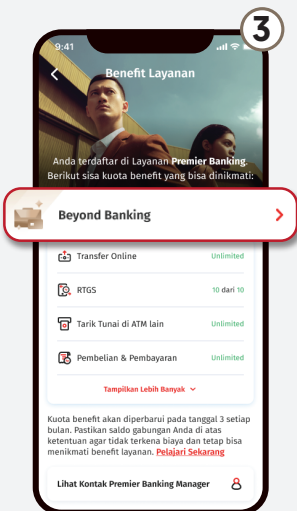 3
9:41
Benefit Layanan
Anda terdaftar di Layanan Premier Banking.
Berikut sisa kuota benefit yang bisa dinikmati:
Beyond Banking
Transfer Online Unlimited
RTGS 10 dari 10
Tarik Tunai di ATM lain Unlimited
Pembelian & Pembayaran Unlimited
Tampilkan Lebih Banyak
Kuota benefit akan diperbarui pada tanggal 3 setiap
bulan. Pastikan saldo gabungan Anda di atas
ketentuan agar tidak terkena biaya dan tetap bisa
menikmati benefit layanan. Pelajari Sekarang
Lihat Kontak Premier Banking Manager